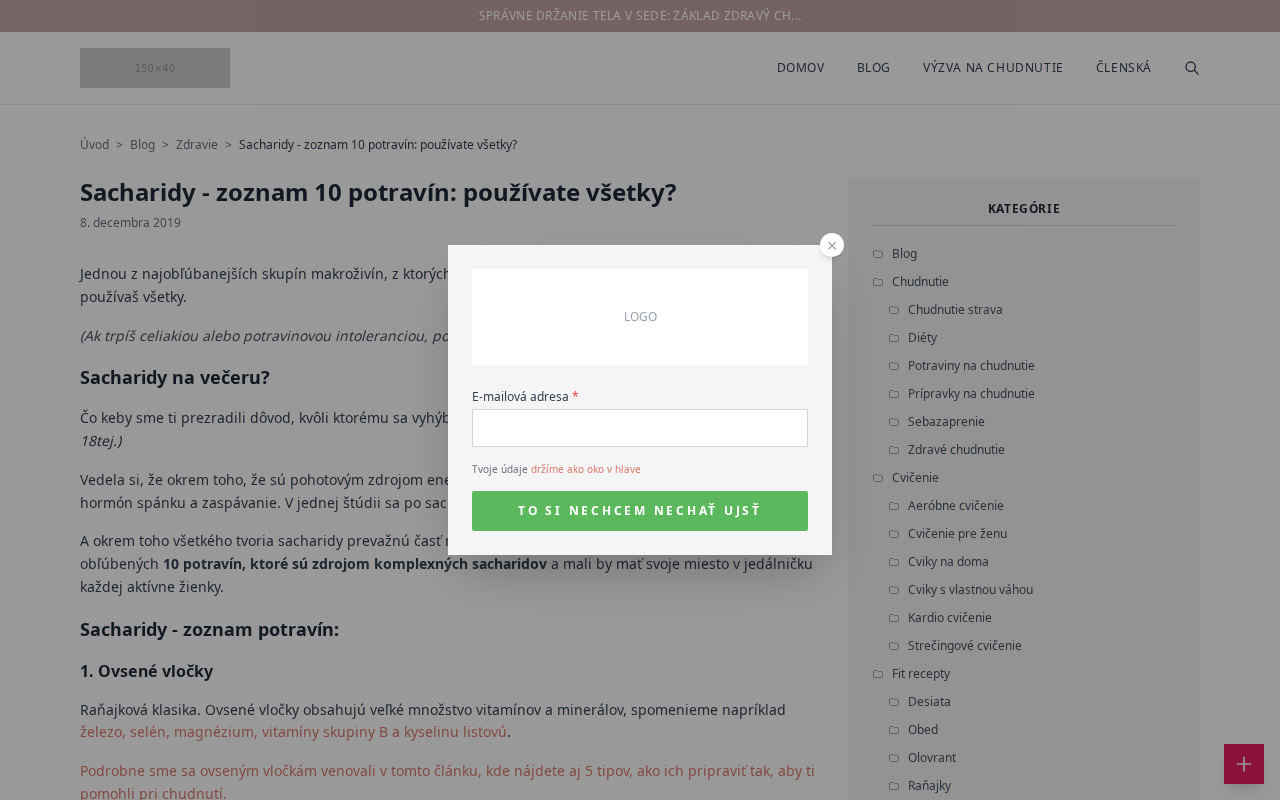 SPRÁVNE DRŽANIE TELA V SEDE: ZÁKLAD ZDRAVÝ CH...
150×40
DOMOV
BLOG
VÝZVA NA CHUDNUTIE
ČLENSKÁ
Úvod > Blog > Zdravie > Sacharidy - zoznam 10 potravín: používate všetky?
Sacharidy - zoznam 10 potravín: používate všetky?
8. decembra 2019
Jednou z najobľúbanejších skupín makroživín, z ktorých
používaš všetky.
(Ak trpíš celiakiou alebo potravinovou intoleranciou,
Sacharidy na večeru?
Čo keby sme ti prezradili dôvod, kvôli ktorému sa
18tej.)
Vedela si, že okrem toho, že sú pohotovým zdrojom
hormón spánku a zaspávanie. V jednej štúdii sa po
A okrem toho všetkého tvoria sacharidy prevažnú časť
obľúbených 10 potravín, ktoré sú zdrojom komplexných sacharidov a mali by mať svoje miesto v jedálničku
každej aktívne žienky.
Sacharidy - zoznam potravín:
1. Ovsené vločky
Raňajková klasika. Ovsené vločky obsahujú veľké množstvo vitamínov a minerálov, spomenieme napríklad
železo, selén, magnézium, vitamíny skupiny B a kyselinu listovú.
Podrobne sme sa ovseným vločkám venovali v tomto článku, kde nájdete aj 5 tipov, ako ich pripraviť tak, aby ti
pomohli pri chudnutí.
LOGO
E-mailová adresa *
Tvoje údaje držíme ako oko v hlave
TO SI NECHCEM NECHAŤ UJSŤ
KATEGÓRIE
Blog
Chudnutie
Chudnutie strava
Diéty
Potraviny na chudnutie
Prípravky na chudnutie
Sebazaprenie
Zdravé chudnutie
Cvičenie
Aeróbne cvičenie
Cvičenie pre ženu
Cviky na doma
Cviky s vlastnou váhou
Kardio cvičenie
Strečingové cvičenie
Fit recepty
Desiata
Obed
Olovrant
Raňajky